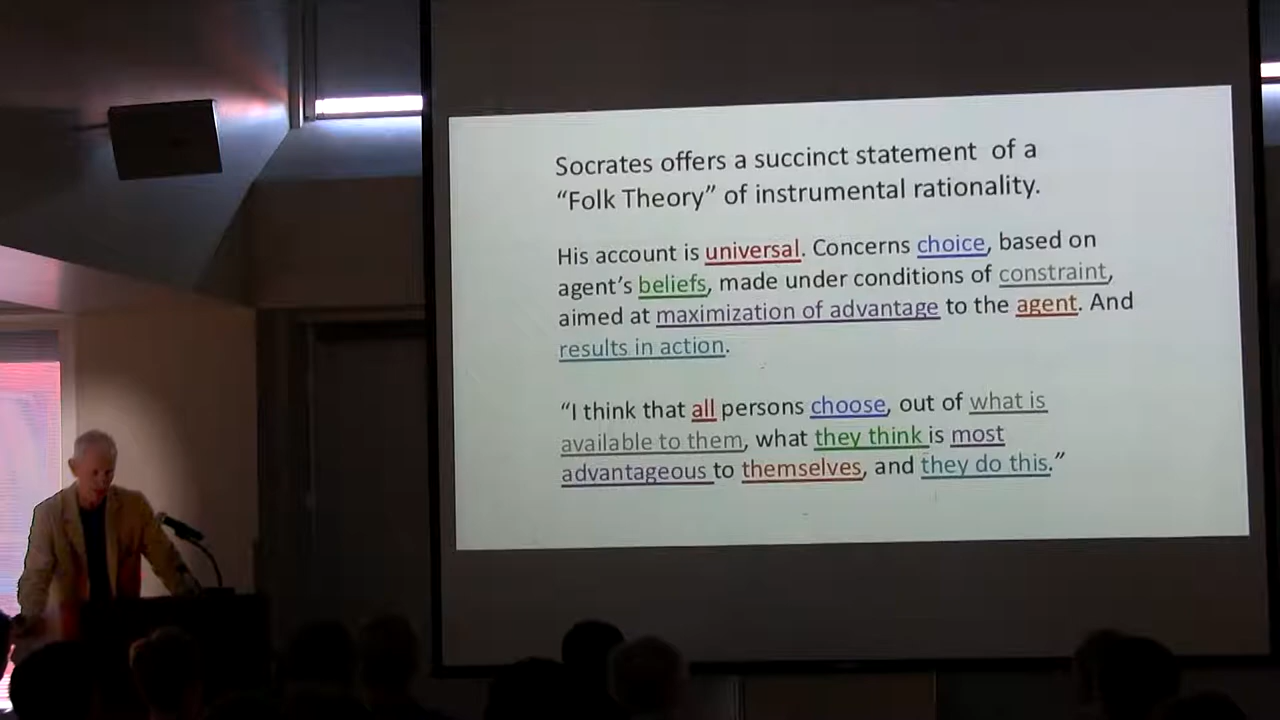 Socrates offers a succinct statement of a
“Folk Theory” of instrumental rationality.
His account is universal. Concerns choice, based on
agent’s beliefs, made under conditions of constraint,
aimed at maximization of advantage to the agent. And
results in action.
“I think that all persons choose, out of what is
available to them, what they think is most
advantageous to themselves, and they do this.”